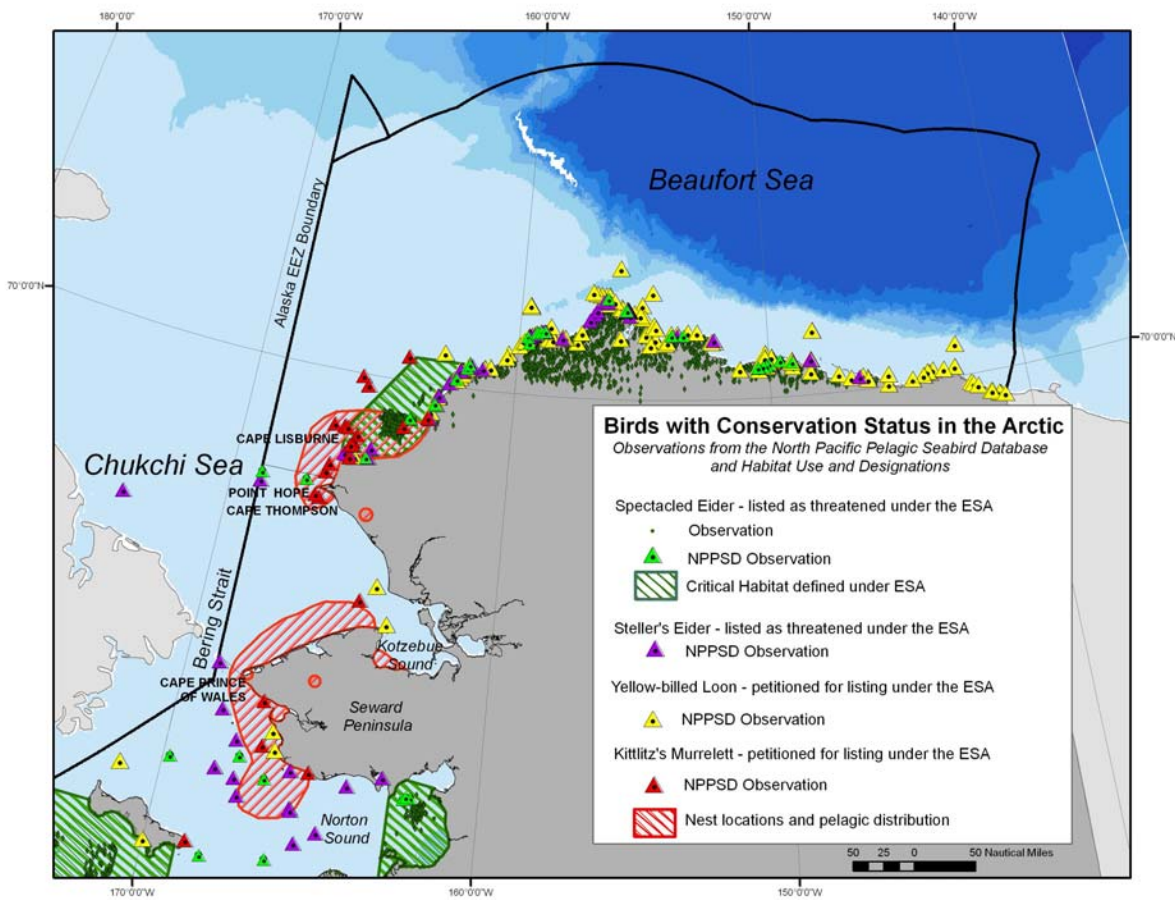 180°0'0"W
170°0'0"W
160°0'0"W
150°0'0"W
140°0'0"W
Beaufort Sea
Alaska EEZ Boundary
70°0'0"N
70°0'0"N
CAPE LISBURNE
Chukchi Sea
POINT HOPE
CAPE THOMPSON
Bering Strait
Kotzebue
Sound
CAPE PRINCE
OF WALES
Seward
Peninsula
Norton
Sound
Birds with Conservation Status in the Arctic
Observations from the North Pacific Pelagic Seabird Database
and Habitat Use and Designations
Spectacled Eider - listed as threatened under the ESA
Observation
NPPSD Observation
Critical Habitat defined under ESA
Steller's Eider - listed as threatened under the ESA
NPPSD Observation
Yellow-billed Loon - petitioned for listing under the ESA
NPPSD Observation
Kittlitz's Murrelett - petitioned for listing under the ESA
NPPSD Observation
Nest locations and pelagic distribution
50 25 0 50 Nautical Miles
170°0'0"W
160°0'0"W
150°0'0"W